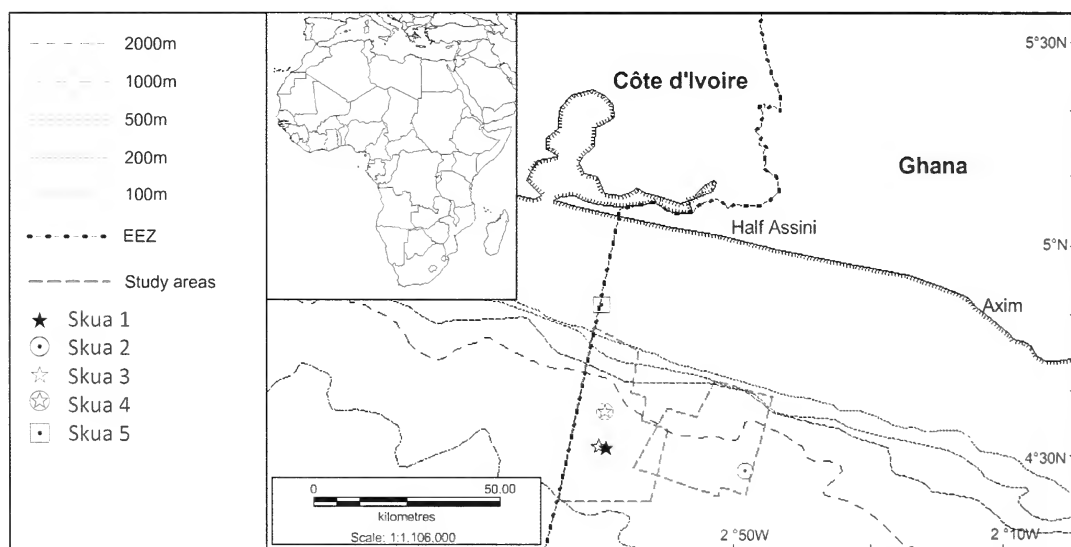 2000m
1000m
500m
200m
100m
EEZ
Study areas
Skua 1
Skua 2
Skua 3
Skua 4
Skua 5
Côte d'Ivoire
Ghana
Half Assini
Axim
5°30N
5°N
4°30N
2°50W
2°10W
0 50.00
kilometres
Scale: 1:1,106,000